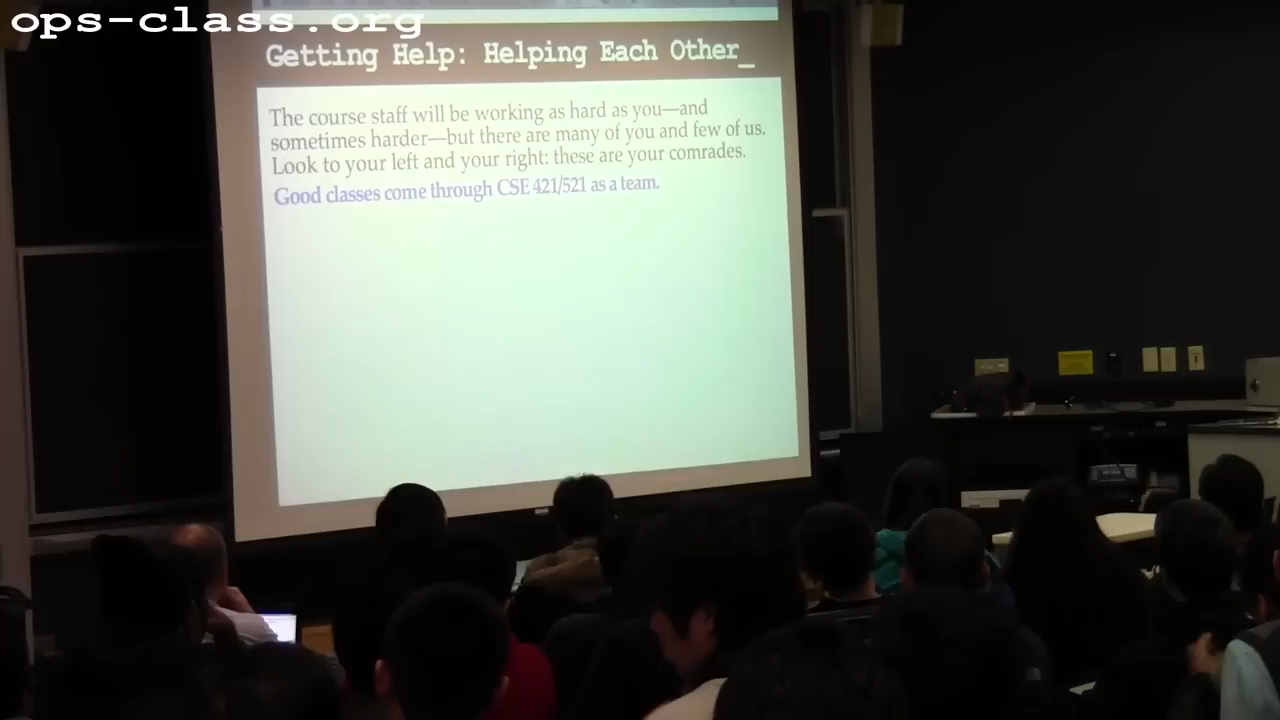 ops-class.org
Getting Help: Helping Each Other_
The course staff will be working as hard as you—and
sometimes harder—but there are many of you and few of us.
Look to your left and your right: these are your comrades.
Good classes come through CSE 421/521 as a team.